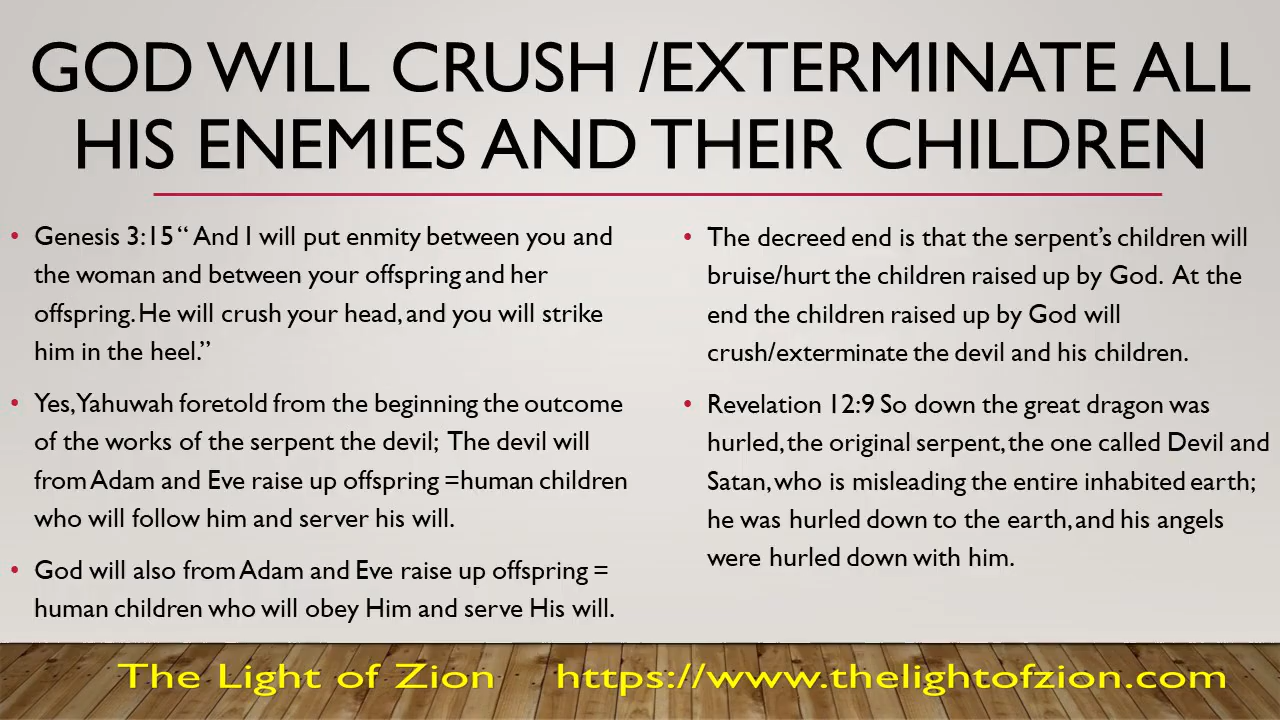 GOD WILL CRUSH /EXTERMINATE ALL
HIS ENEMIES AND THEIR CHILDREN
• Genesis 3:15 “ And I will put enmity between you and
the woman and between your offspring and her
offspring. He will crush your head, and you will strike
him in the heel.”
• Yes, Yahuwah foretold from the beginning the outcome
of the works of the serpent the devil; The devil will
from Adam and Eve raise up offspring =human children
who will follow him and server his will.
• God will also from Adam and Eve raise up offspring =
human children who will obey Him and serve His will.
• The decreed end is that the serpent’s children will
bruise/hurt the children raised up by God. At the
end the children raised up by God will
crush/exterminate the devil and his children.
• Revelation 12:9 So down the great dragon was
hurled, the original serpent, the one called Devil and
Satan, who is misleading the entire inhabited earth;
he was hurled down to the earth, and his angels
were hurled down with him.
The Light of Zion https://www.thelightofzion.com